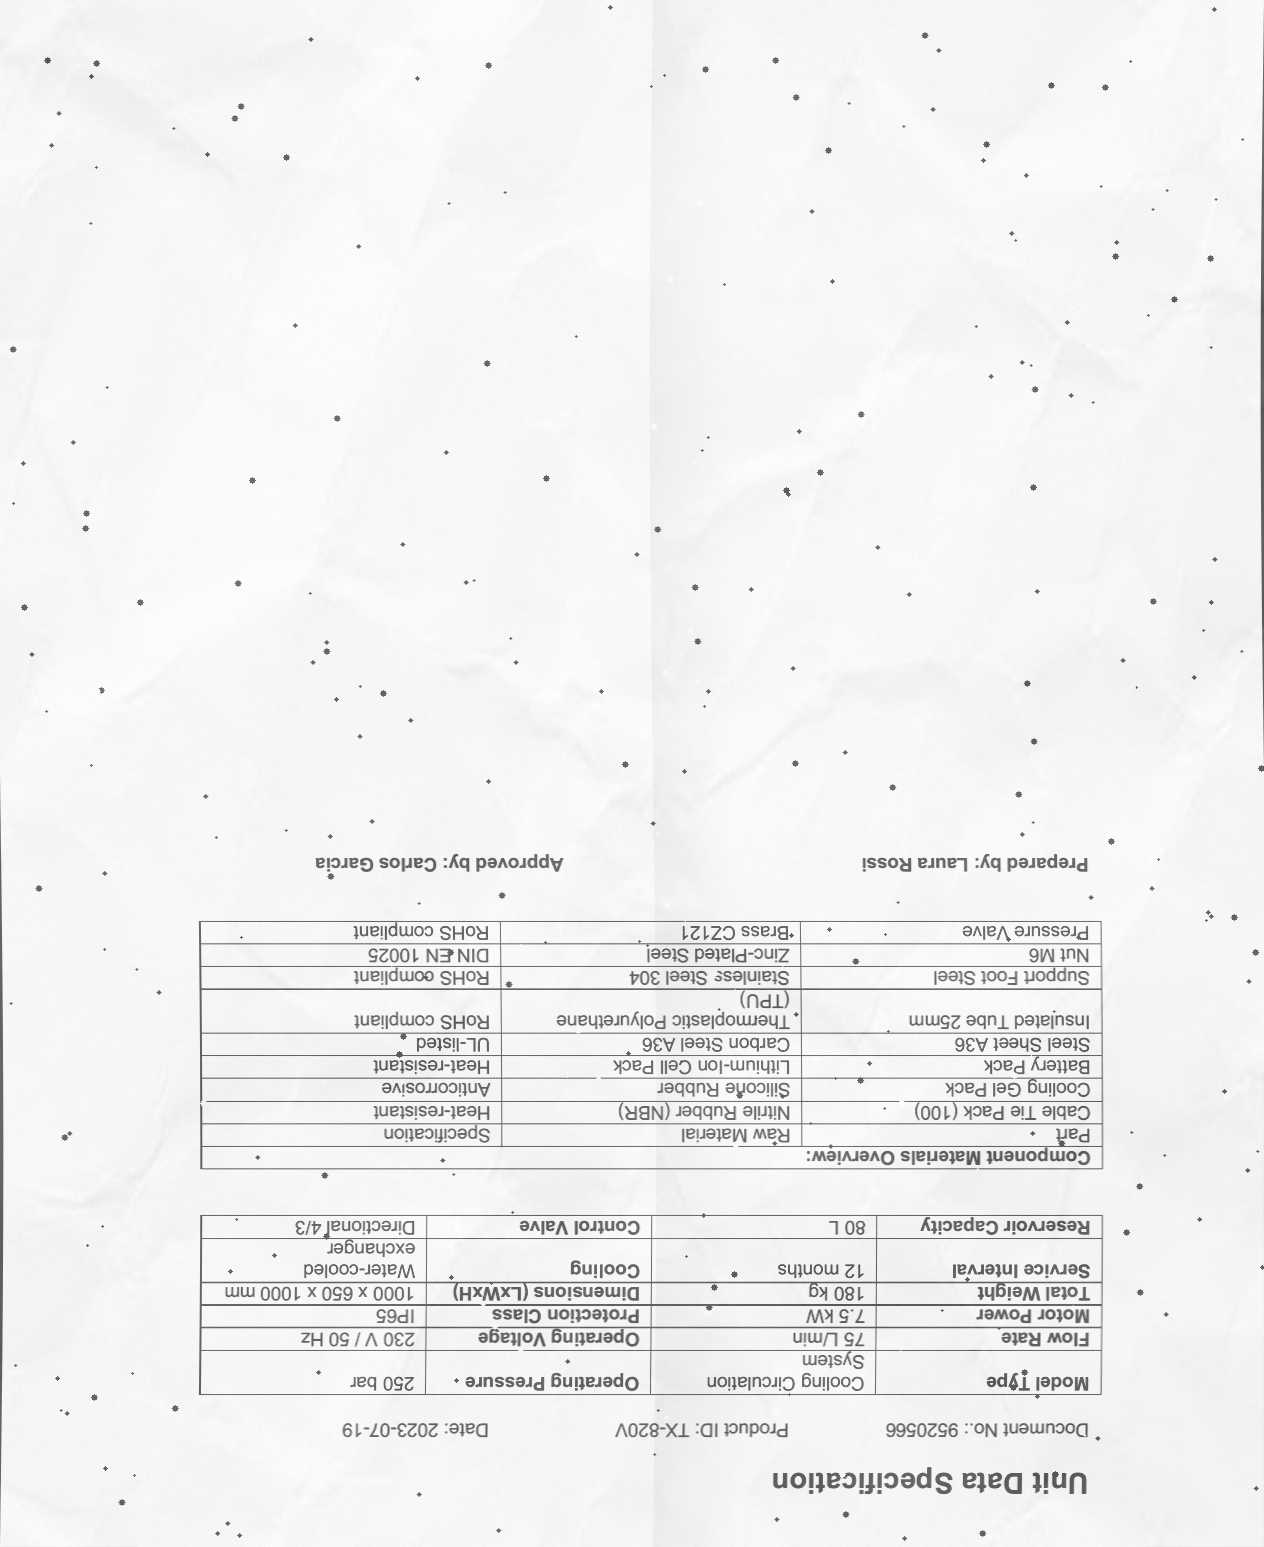 Unit Data Specification
Document No.: 9520566 Product ID: TX-820V Date: 2023-07-19
Model Type Cooling Circulation System Operating Pressure 250 bar
Flow Rate 75 L/min Operating Voltage 230 V / 50 Hz
Motor Power 7.5 kW Protection Class IP65
Total Weight 180 kg Dimensions (LxWxH) 1000 x 650 x 1000 mm
Service Interval 12 months Cooling Water-cooled exchanger
Reservoir Capacity 80 L Control Valve Directional 4/3
Component Materials Overview:
Part Raw Material Specification
Cable Tie Pack (100) Nitrile Rubber (NBR) Heat-resistant
Cooling Gel Pack Silicone Rubber Anticorrosive
Battery Pack Lithium-Ion Cell Pack Heat-resistant
Steel Sheet A36 Carbon Steel A36 UL-listed
Insulated Tube 25mm Thermoplastic Polyurethane (TPU) RoHS compliant
Support Foot Steel Stainless Steel 304 RoHS compliant
Nut M6 Zinc-Plated Steel DIN EN 10025
Pressure Valve Brass CZ121 RoHS compliant
Prepared by: Laura Rossi Approved by: Carlos Garcia